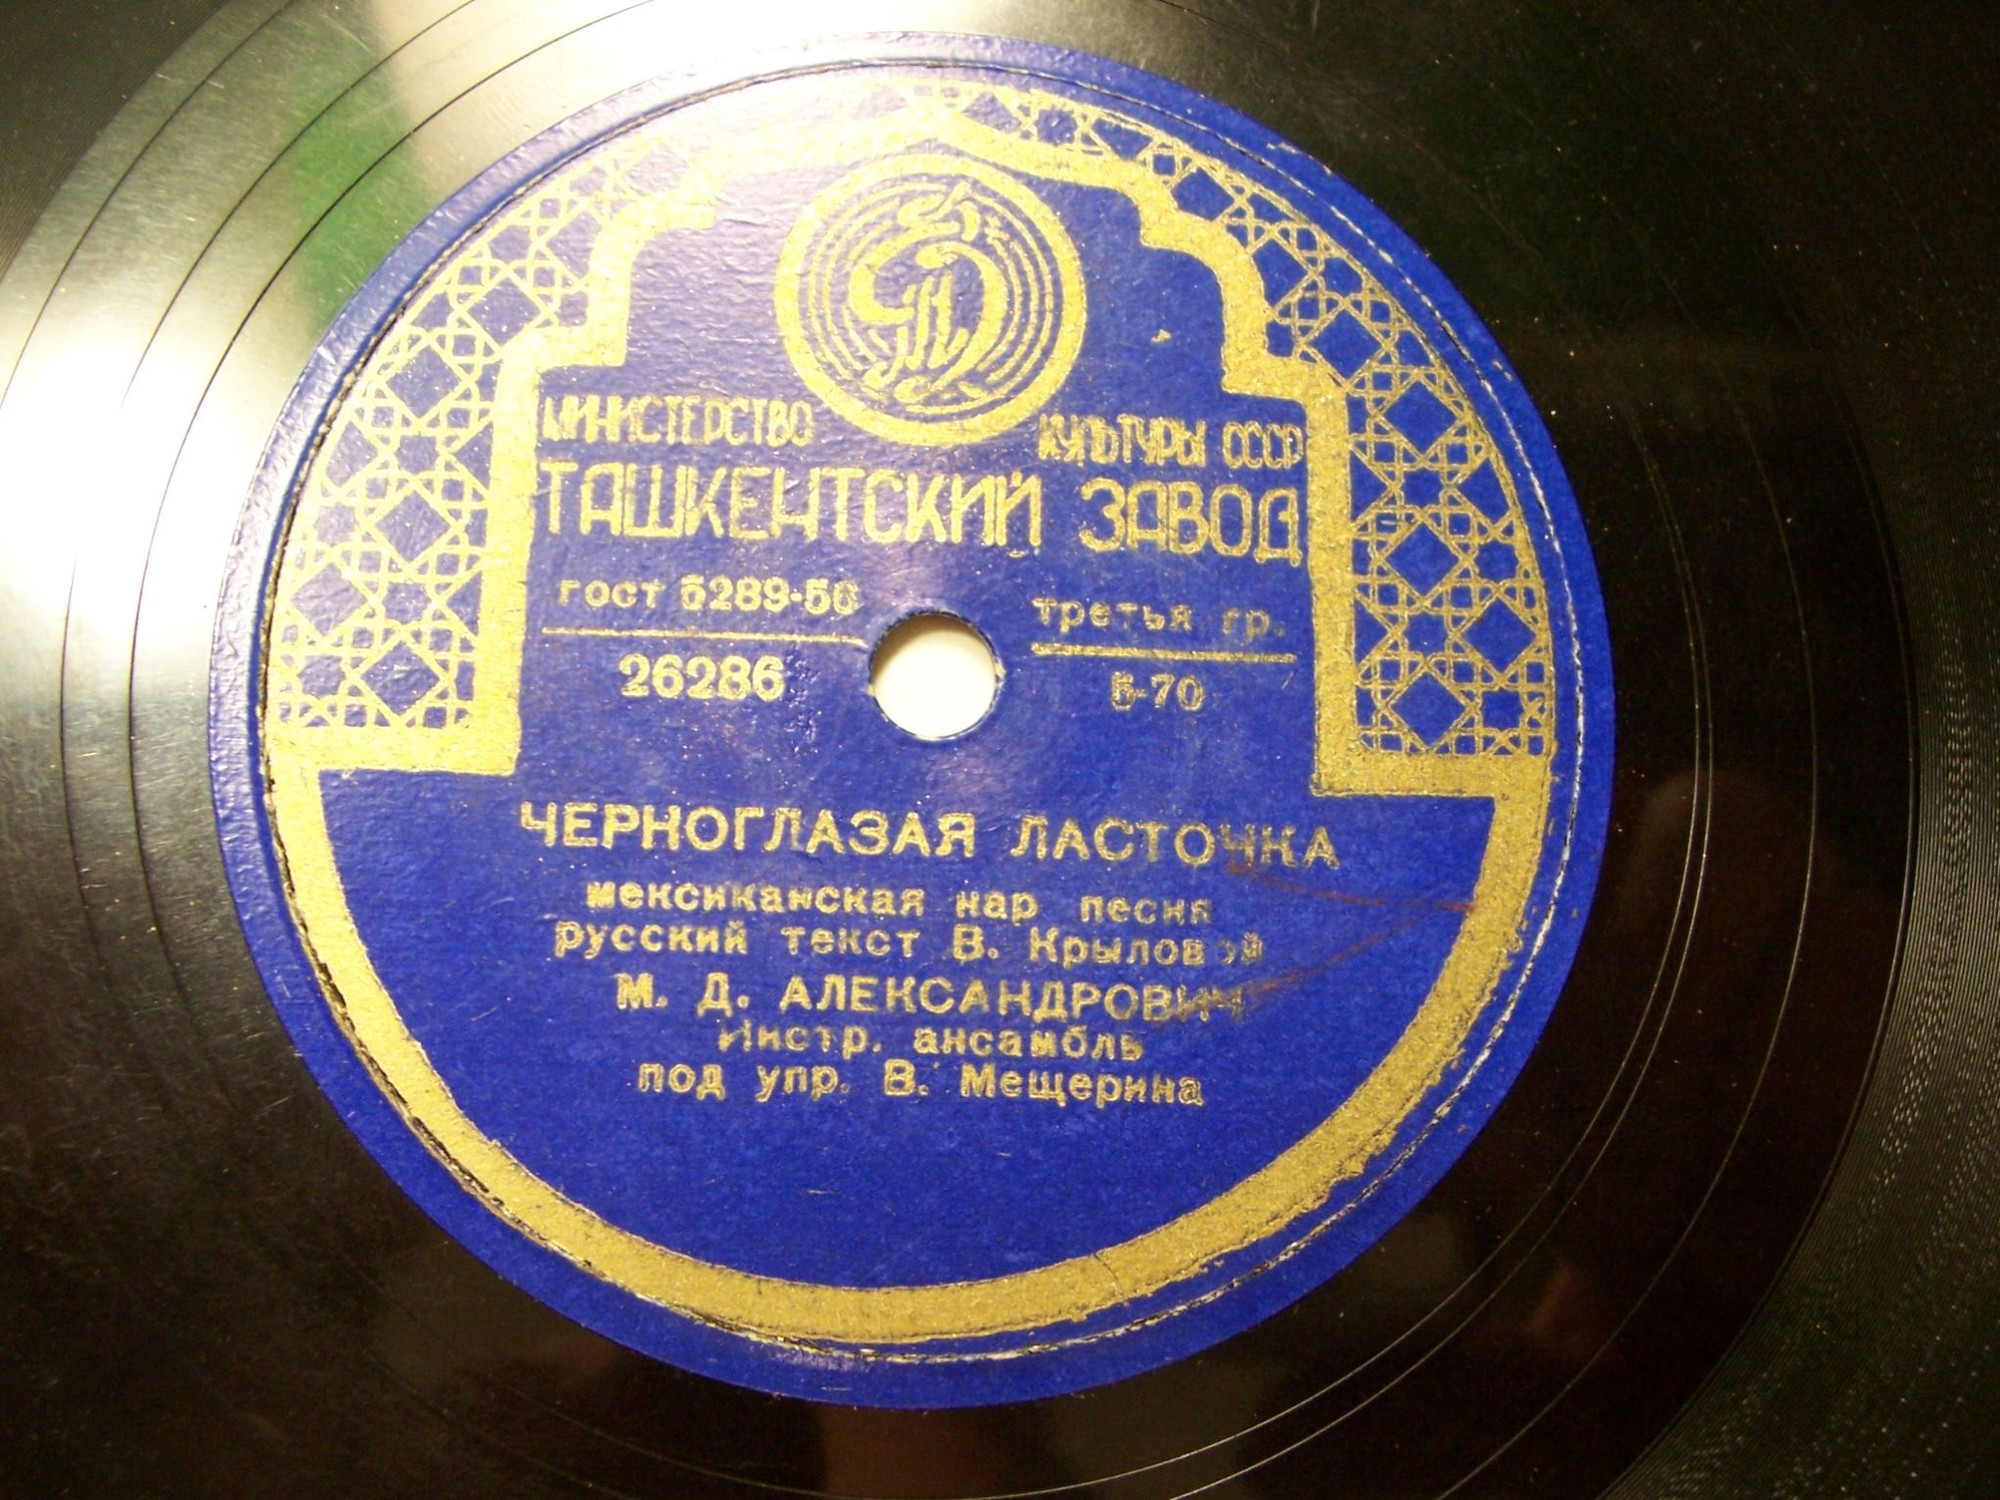 МИНИСТЕРСТВО КУЛЬТУРЫ СССР
ТАШКЕНТСКИЙ ЗАВОД
гост 5289-56 третья гр.
26286 5-70
ЧЕРНОГЛАЗАЯ ЛАСТОЧКА
мексиканская нар песня
русский текст В. Крыловой
М. Д. АЛЕКСАНДРОВИЧ
Инстр. ансамбль
под упр. В. Мещерина